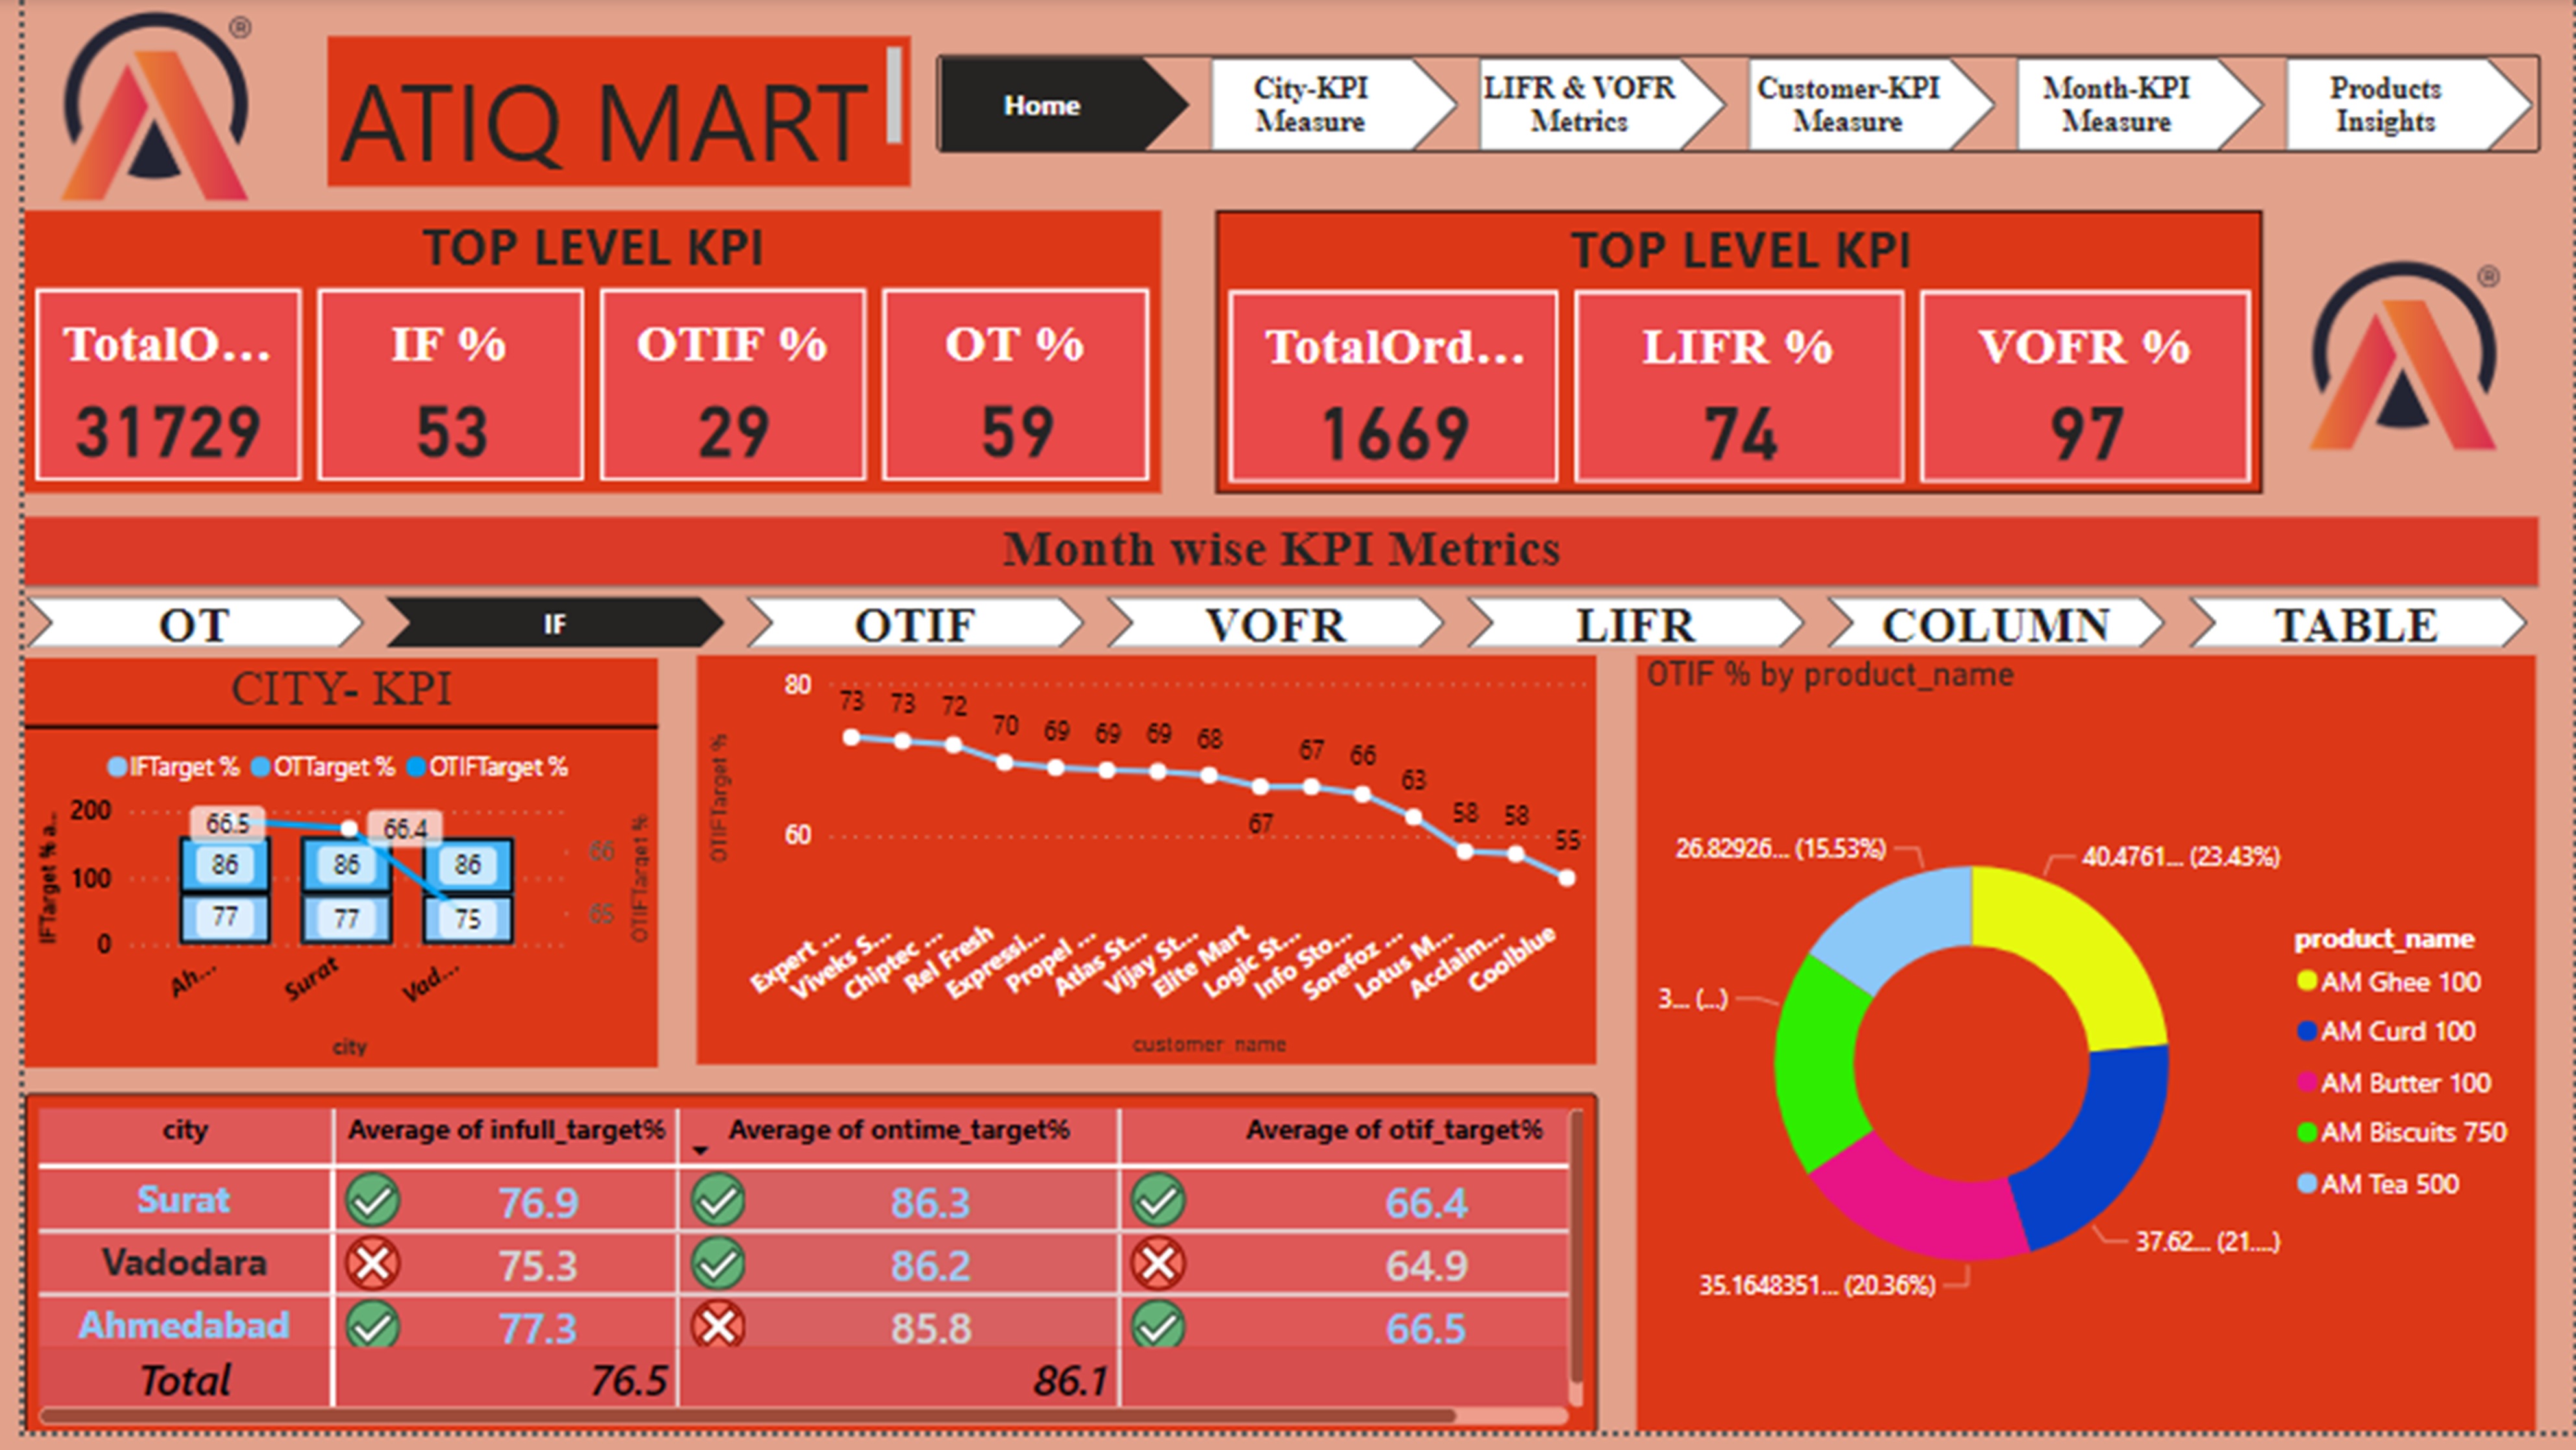 ®
ATIQ MART
Home
City-KPI
Measure
LIFR & VOFR
Metrics
Customer-KPI
Measure
Month-KPI
Measure
Products
Insights
TOP LEVEL KPI
TotalO...
IF %
OTIF %
OT %
31729
53
29
59
TOP LEVEL KPI
TotalOrd...
LIFR %
VOFR %
1669
74
97
®
Month wise KPI Metrics
OT
IF
OTIF
VOFR
LIFR
COLUMN
TABLE
CITY- KPI
IFTarget % OTTarget % OTIFTarget %
IFTarget % a...
200
100
0
66.5
66.4
86
86
86
77
77
75
66
65
OTIFTarget %
Ah...
Surat
Vad...
city
OTIFTarget %
80
60
73 73 72 70 69 69 69 68 67 67 66 63 58 58 55
Expert ...
Viveks S...
Chiptec ...
Rel Fresh
Expressi...
Propel ...
Atlas St...
Vijay St...
Elite Mart
Logic St...
Info Sto...
Sorefoz ...
Lotus M...
Acclaim...
Coolblue
customer_name
OTIF % by product_name
26.82926... (15.53%)
40.4761... (23.43%)
3... (...)
37.62... (21....)
35.1648351... (20.36%)
product_name
AM Ghee 100
AM Curd 100
AM Butter 100
AM Biscuits 750
AM Tea 500
city Average of infull_target% Average of ontime_target% Average of otif_target%
Surat 76.9 86.3 66.4
Vadodara 75.3 86.2 64.9
Ahmedabad 77.3 85.8 66.5
Total 76.5 86.1